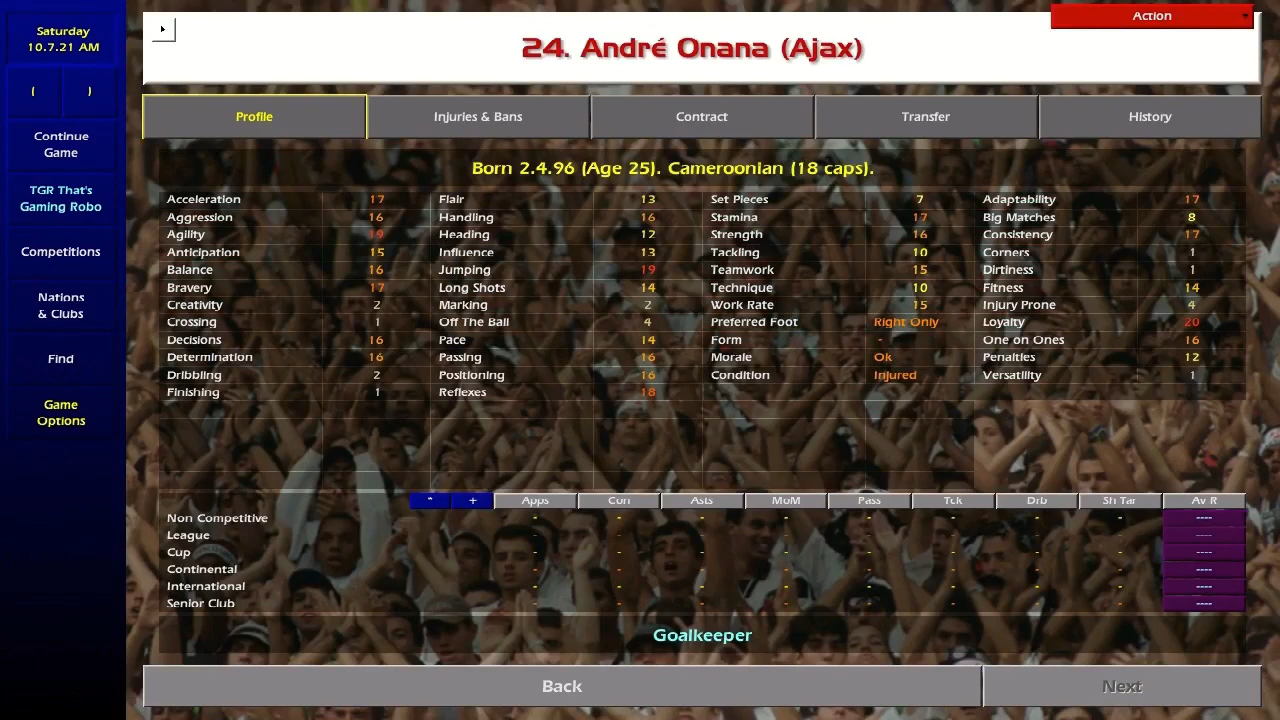 Saturday
10.7.21 AM
( )
Continue
Game
TGR That's
Gaming Robo
Competitions
Nations
& Clubs
Find
Game
Options
Action
24. André Onana (Ajax)
Profile Injuries & Bans Contract Transfer History
Born 2.4.96 (Age 25). Cameroonian (18 caps).
Acceleration 17 Flair 13 Set Pieces 7 Adaptability 17
Aggression 16 Handling 16 Stamina 17 Big Matches 8
Agility 19 Heading 12 Strength 16 Consistency 17
Anticipation 15 Influence 13 Tackling 10 Corners 1
Balance 16 Jumping 19 Teamwork 15 Dirtiness 1
Bravery 17 Long Shots 14 Technique 10 Fitness 14
Creativity 2 Marking 2 Work Rate 15 Injury Prone 4
Crossing 1 Off The Ball 4 Preferred Foot Right Only Loyalty 20
Decisions 16 Pace 14 Form - One on Ones 16
Determination 16 Passing 16 Morale Ok Penalties 12
Dribbling 2 Positioning 16 Condition Injured Versatility 1
Finishing 1 Reflexes 18
" + Apps Con Asts MoM Pass Tck Drb Sh Tar Av R
Non Competitive - - - - - - - - ----
League - - - - - - - - ----
Cup - - - - - - - - ----
Continental - - - - - - - - ----
International - - - - - - - - ----
Senior Club - - - - - - - - ----
Goalkeeper
Back Next